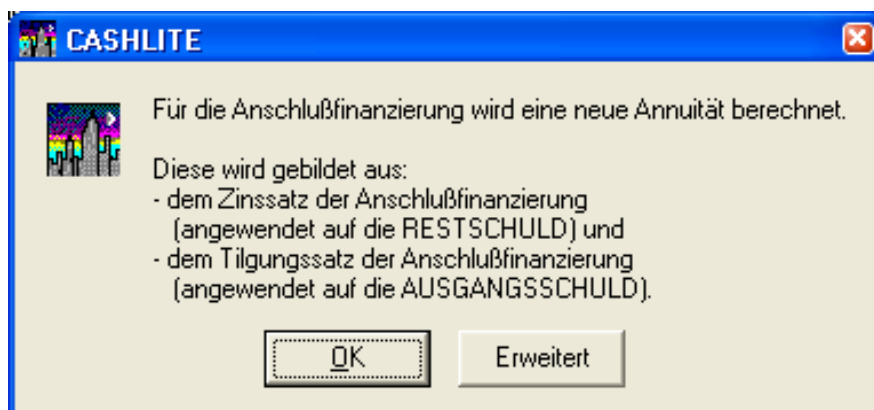 CASHLITE
Für die Anschlußfinanzierung wird eine neue Annuität berechnet.
Diese wird gebildet aus:
- dem Zinssatz der Anschlußfinanzierung
(angewendet auf die RESTSCHULD) und
- dem Tilgungssatz der Anschlußfinanzierung
(angewendet auf die AUSGANGSSCHULD).
OK
Erweitert